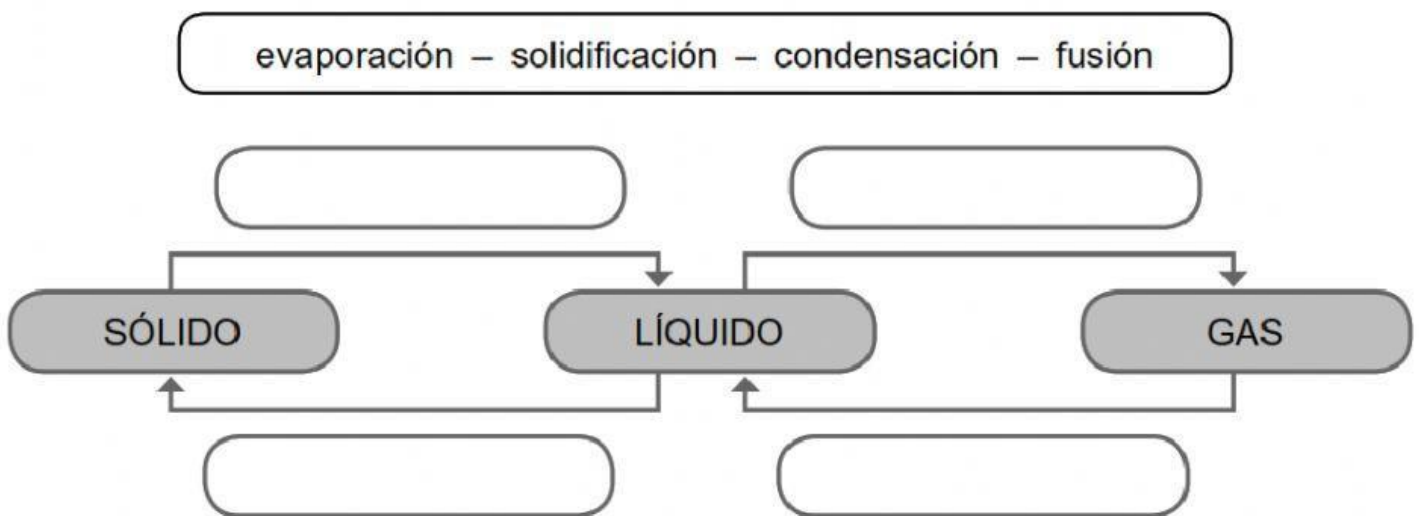 evaporación – solidificación – condensación – fusión
SÓLIDO
LÍQUIDO
GAS